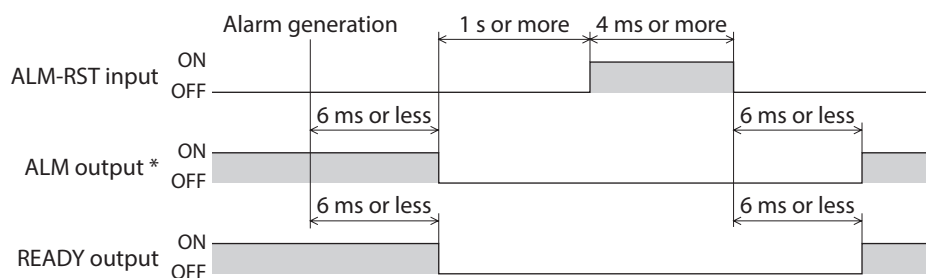 Alarm generation
1 s or more
4 ms or more
ALM-RST input
ON
OFF
6 ms or less
6 ms or less
ALM output *
ON
OFF
6 ms or less
6 ms or less
READY output
ON
OFF